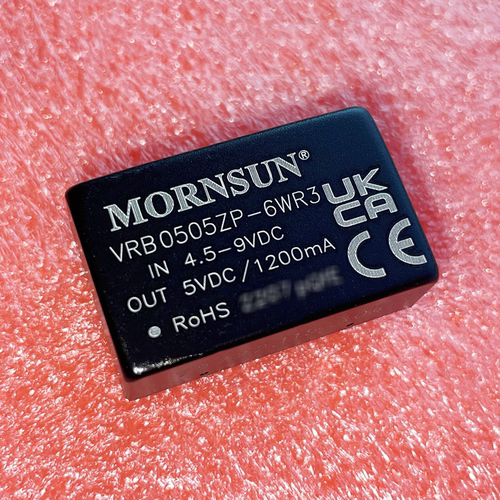 MORNSUN®
VRB0505ZP-6WR3
IN 4.5-9VDC
OUT 5VDC/1200mA
RoHS
UK
CA
CE